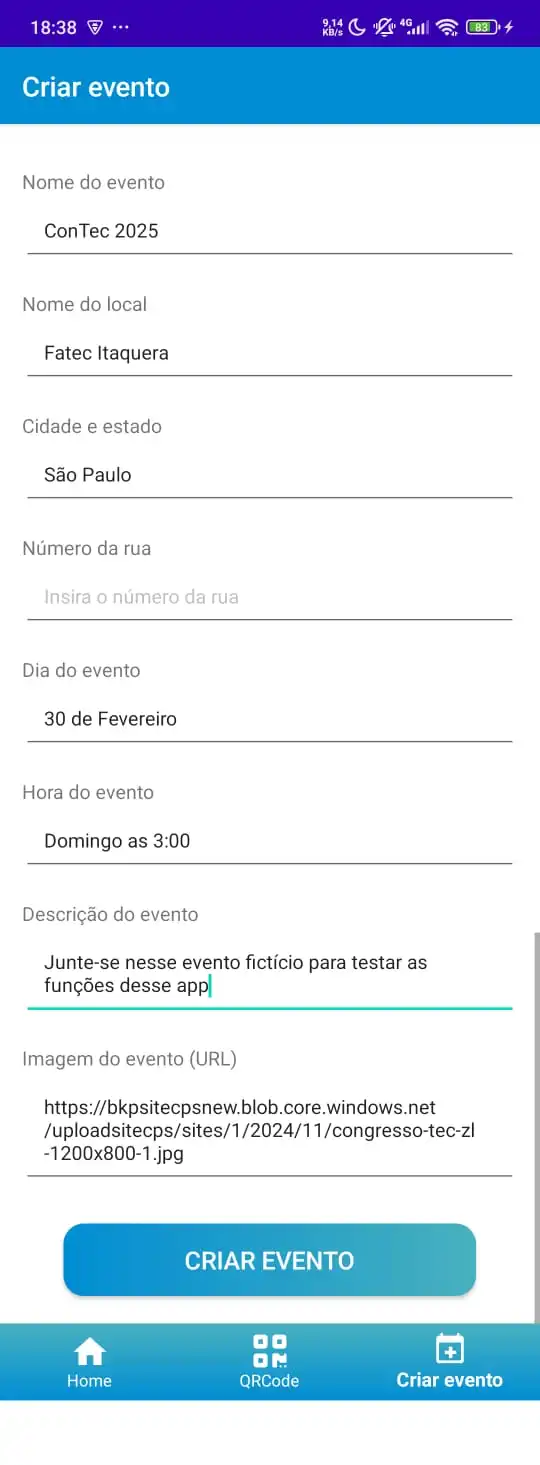 18:38
9,14
KB/s
4G
83
Criar evento
Nome do evento
ConTec 2025
Nome do local
Fatec Itaquera
Cidade e estado
São Paulo
Número da rua
Insira o número da rua
Dia do evento
30 de Fevereiro
Hora do evento
Domingo as 3:00
Descrição do evento
Junte-se nesse evento fictício para testar as
funções desse app
Imagem do evento (URL)
https://bkpsitecpsnew.blob.core.windows.net
/uploadsitecps/sites/1/2024/11/congresso-tec-zl
-1200x800-1.jpg
CRIAR EVENTO
Home
QRCode
Criar evento